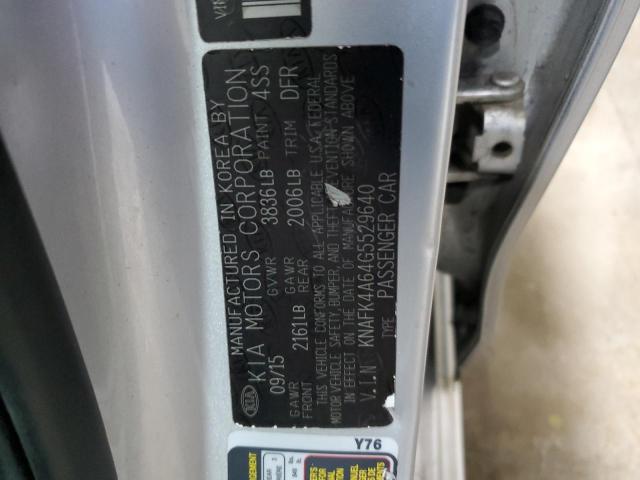 VIN
KIA
MANUFACTURED IN KOREA BY
KIA MOTORS CORPORATION
09/15 GVWR 3836LB PAINT 4SS
GAWR FRONT 2161LB GAWR REAR 2006LB TRIM DFR
THIS VEHICLE CONFORMS TO ALL APPLICABLE U.S.A. FEDERAL
MOTOR VEHICLE SAFETY, BUMPER, AND THEFT PREVENTION STANDARDS
IN EFFECT ON THE DATE OF MANUFACTURE SHOWN ABOVE
V.I.N KNAFK4A64G5529640
TYPE PASSENGER CAR
Y76